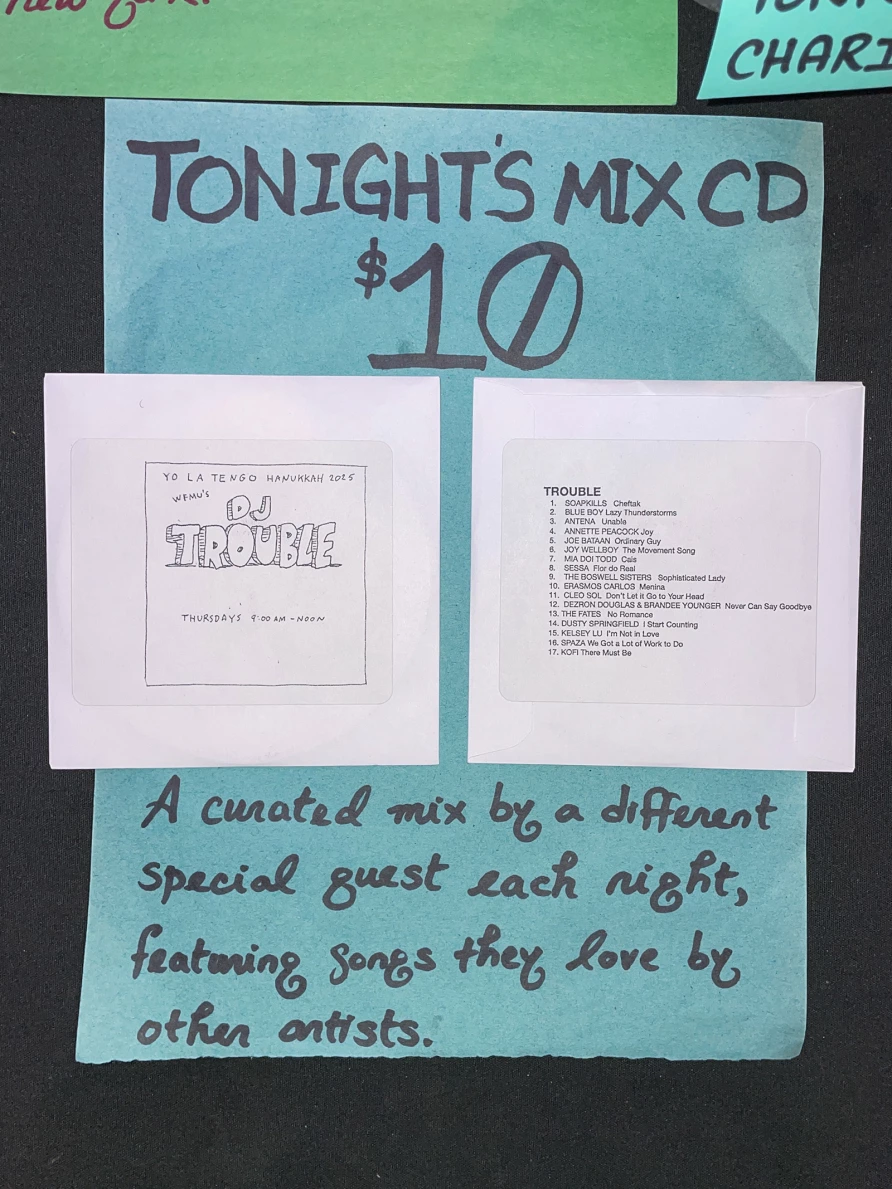 new york.
CHARI
TONIGHT'S MIX CD
$10
YO LA TENGO HANUKKAH 2025
WFMU'S
DJ
TROUBLE
THURSDAYS 9:00 AM - NOON
TROUBLE
1. SOAPKILLS Cheftak
2. BLUE BOY Lazy Thunderstorms
3. ANTENA Unable
4. ANNETTE PEACOCK Joy
5. JOE BATAAN Ordinary Guy
6. JOY WELLBOY The Movement Song
7. MIA DOI TODD Cais
8. SESSA Flor do Real
9. THE BOSWELL SISTERS Sophisticated Lady
10. ERASMOS CARLOS Menina
11. CLEO SOL Don't Let it Go to Your Head
12. DEZRON DOUGLAS & BRANDEE YOUNGER Never Can Say Goodbye
13. THE FATES No Romance
14. DUSTY SPRINGFIELD I Start Counting
15. KELSEY LU I'm Not in Love
16. SPAZA We Got a Lot of Work to Do
17. KOFI There Must Be
A curated mix by a different
special guest each night,
featuring songs they love by
other artists.